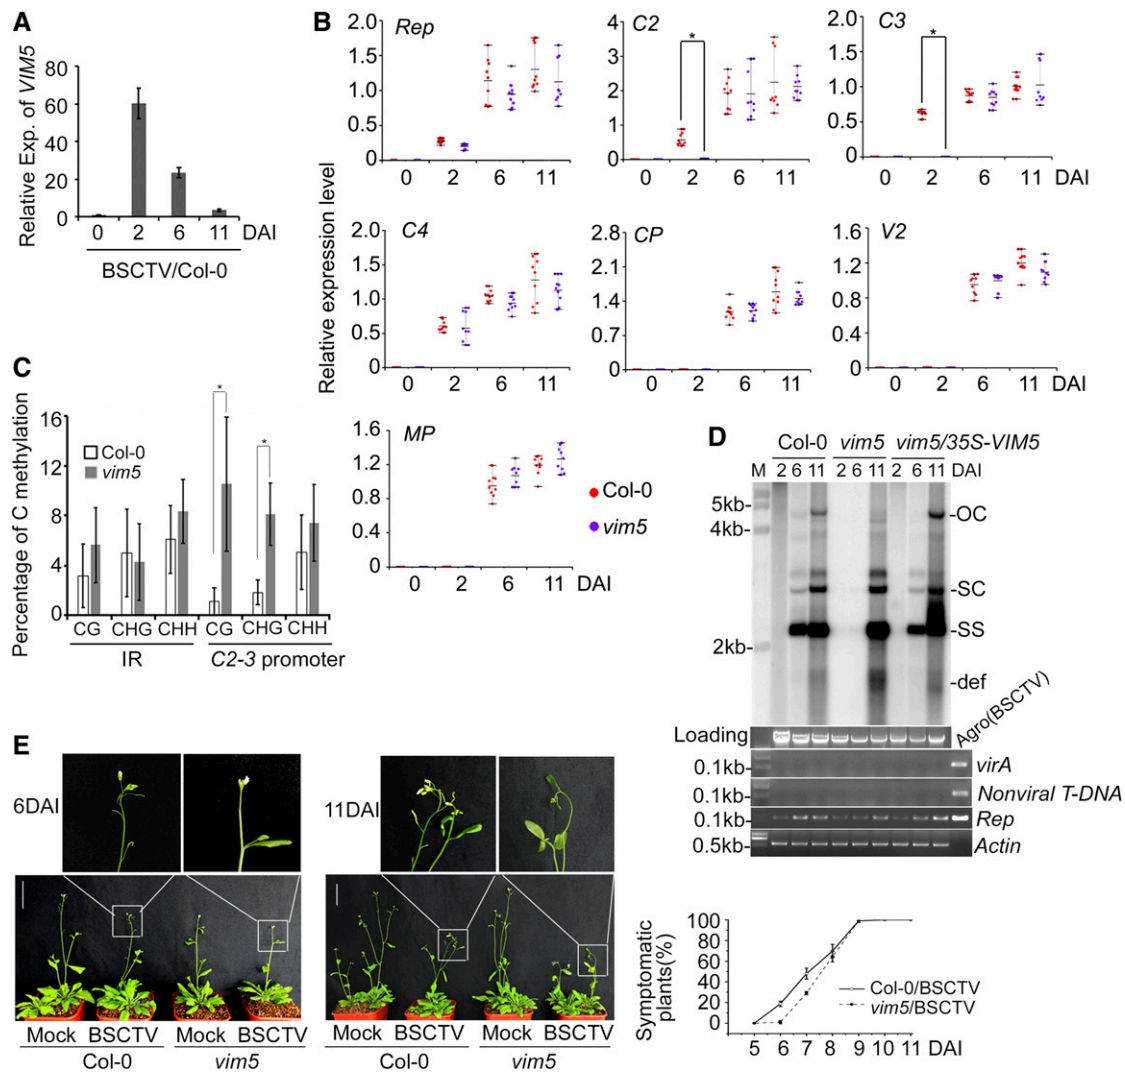 A
Relative Exp. of VIM5
80
60
40
20
0
0 2 6 11 DAI
BSCTV/Col-0
B
Relative expression level
Rep
2.0
1.5
1.0
0.5
0
0 2 6 11
C2
4
3
2
1
0
*
0 2 6 11
C3
2.0
1.5
1.0
0.5
0
*
0 2 6 11 DAI
C4
2.0
1.5
1.0
0.5
0
0 2 6 11
CP
2.8
2.1
1.4
0.7
0
0 2 6 11
V2
1.6
1.2
0.8
0.4
0
0 2 6 11
MP
1.6
1.2
0.8
0.4
0
0 2 6 11 DAI
Col-0
vim5
C
Percentage of C methylation
16
12
8
4
0
Col-0
vim5
*
*
CG CHG CHH CG CHG CHH
IR C2-3 promoter
D
Col-0 vim5 vim5/35S-VIM5
M 2 6 11 2 6 11 2 6 11 DAI
5kb-
4kb-
2kb-
-OC
-SC
-SS
-def
Agro(BSCTV)
Loading
0.1kb- virA
0.1kb- Nonviral T-DNA
0.1kb- Rep
0.5kb- Actin
E
6DAI
11DAI
Mock BSCTV Mock BSCTV
Col-0 vim5
Mock BSCTV Mock BSCTV
Col-0 vim5
Symptomatic
plants(%)
100
80
60
40
20
0
Col-0/BSCTV
vim5/BSCTV
5 6 7 8 9 10 11 DAI